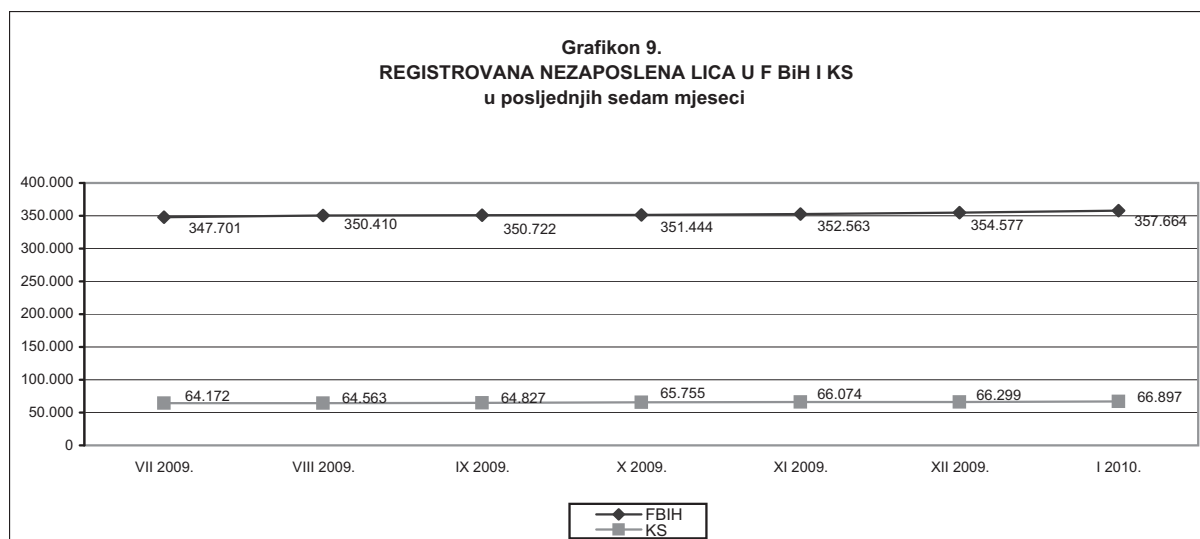 Grafikon 9.
REGISTROVANA NEZAPOSLENA LICA U F BiH I KS
u posljednjih sedam mjeseci
400.000
350.000
347.701 350.410 350.722 351.444 352.563 354.577 357.664
300.000
250.000
200.000
150.000
100.000
64.172 64.563 64.827 65.755 66.074 66.299 66.897
50.000
0
VII 2009. VIII 2009. IX 2009. X 2009. XI 2009. XII 2009. I 2010.
FBIH
KS